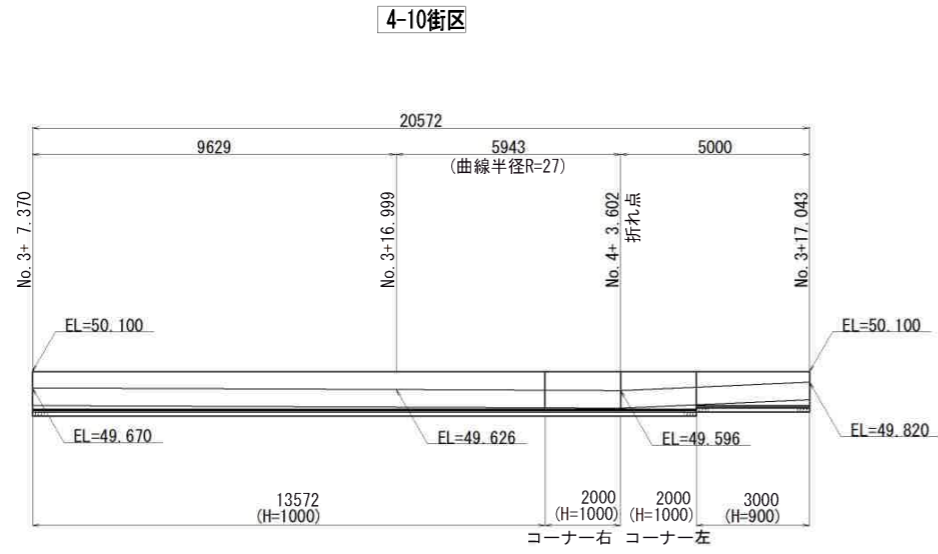 4-10街区
20572
9629
5943
5000
(曲線半径R=27)
No.3+ 7.370
No.3+16.999
No.4+ 3.602
折れ点
No.3+17.043
EL=50.100
EL=50.100
EL=49.670
EL=49.626
EL=49.596
EL=49.820
13572
(H=1000)
2000
(H=1000)
2000
(H=1000)
3000
(H=900)
コーナー右
コーナー左